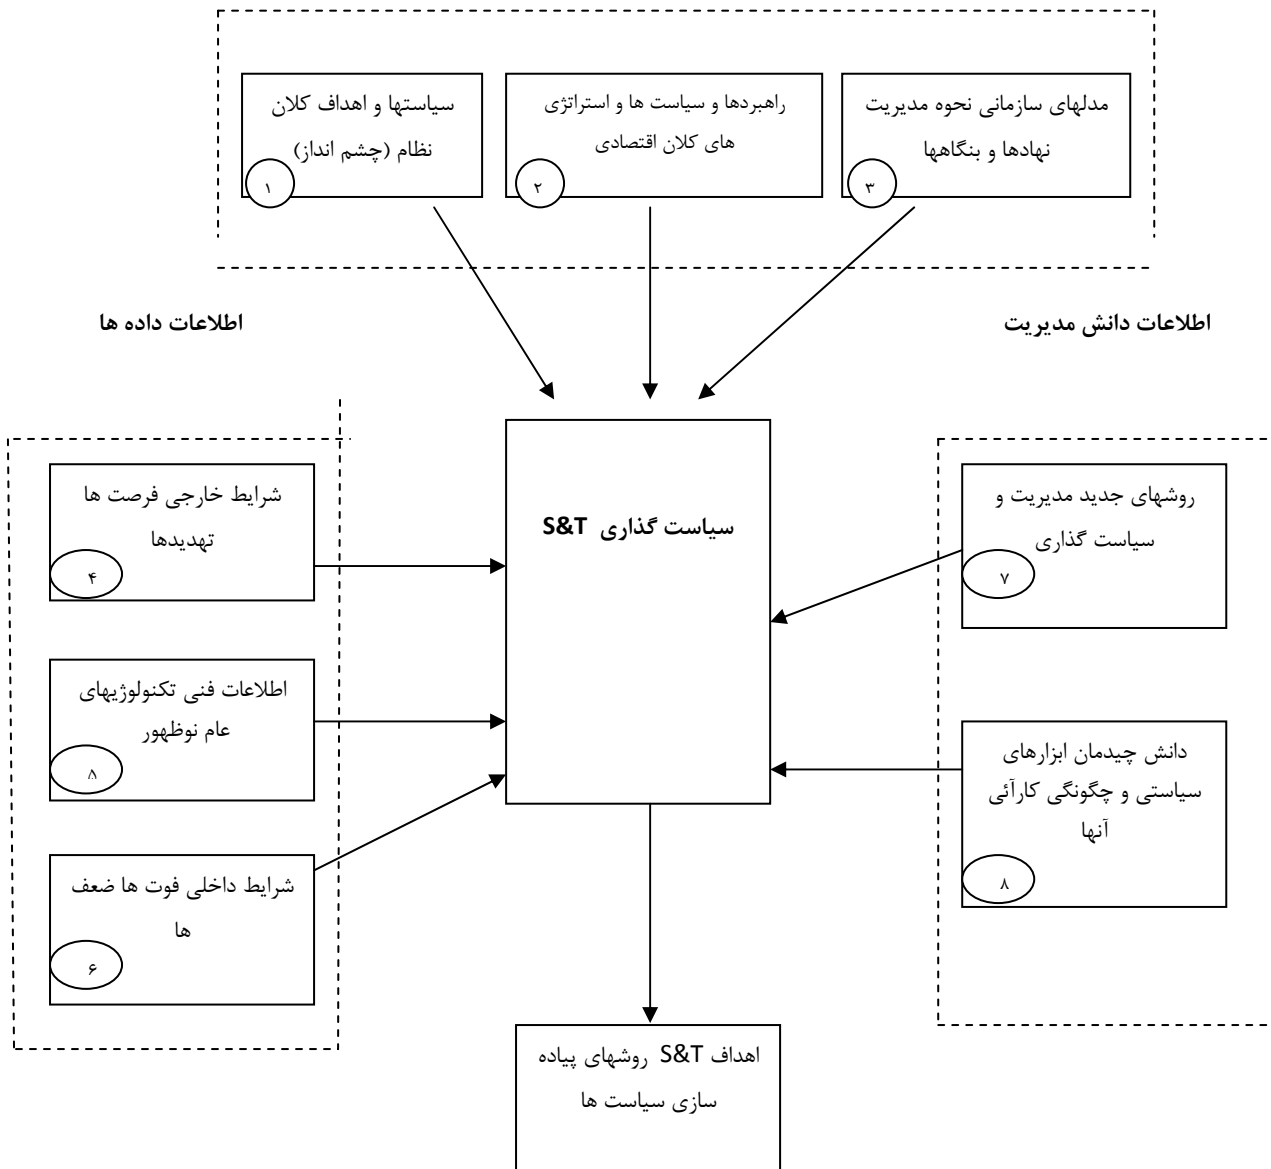 مدلهای سازمانی نحوه مدیریت
نهادها و بنگاهها
۳
راهبردها و سیاست ها و استراتژی
های کلان اقتصادی
۲
سیاستها و اهداف کلان
نظام (چشم انداز)
۱
اطلاعات دانش مدیریت
اطلاعات داده ها
سیاست گذاری S&T
روشهای جدید مدیریت و
سیاست گذاری
۷
دانش چیدمان ابزارهای
سیاستی و چگونگی کارآئی
آنها
۸
شرایط خارجی فرصت ها
تهدیدها
۴
اطلاعات فنی تکنولوژیهای
عام نوظهور
۵
شرایط داخلی فوت ها ضعف
ها
۶
اهداف S&T روشهای پیاده
سازی سیاست ها